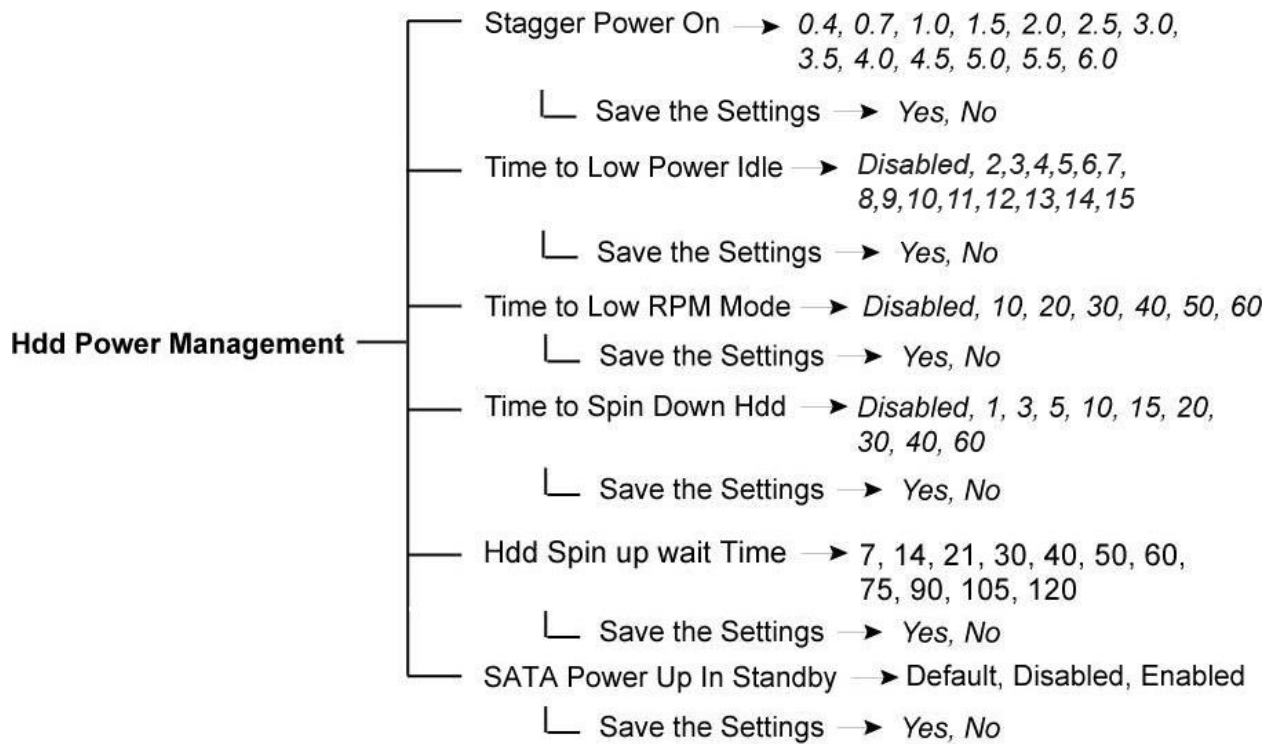 Stagger Power On 0.4, 0.7, 1.0, 1.5, 2.0, 2.5, 3.0,
3.5, 4.0, 4.5, 5.0, 5.5, 6.0
Save the Settings Yes, No
Time to Low Power Idle Disabled, 2,3,4,5,6,7,
8,9,10,11,12,13,14,15
Save the Settings Yes, No
Time to Low RPM Mode Disabled, 10, 20, 30, 40, 50, 60
Hdd Power Management
Save the Settings Yes, No
Time to Spin Down Hdd Disabled, 1, 3, 5, 10, 15, 20,
30, 40, 60
Save the Settings Yes, No
Hdd Spin up wait Time 7, 14, 21, 30, 40, 50, 60,
75, 90, 105, 120
Save the Settings Yes, No
SATA Power Up In Standby Default, Disabled, Enabled
Save the Settings Yes, No